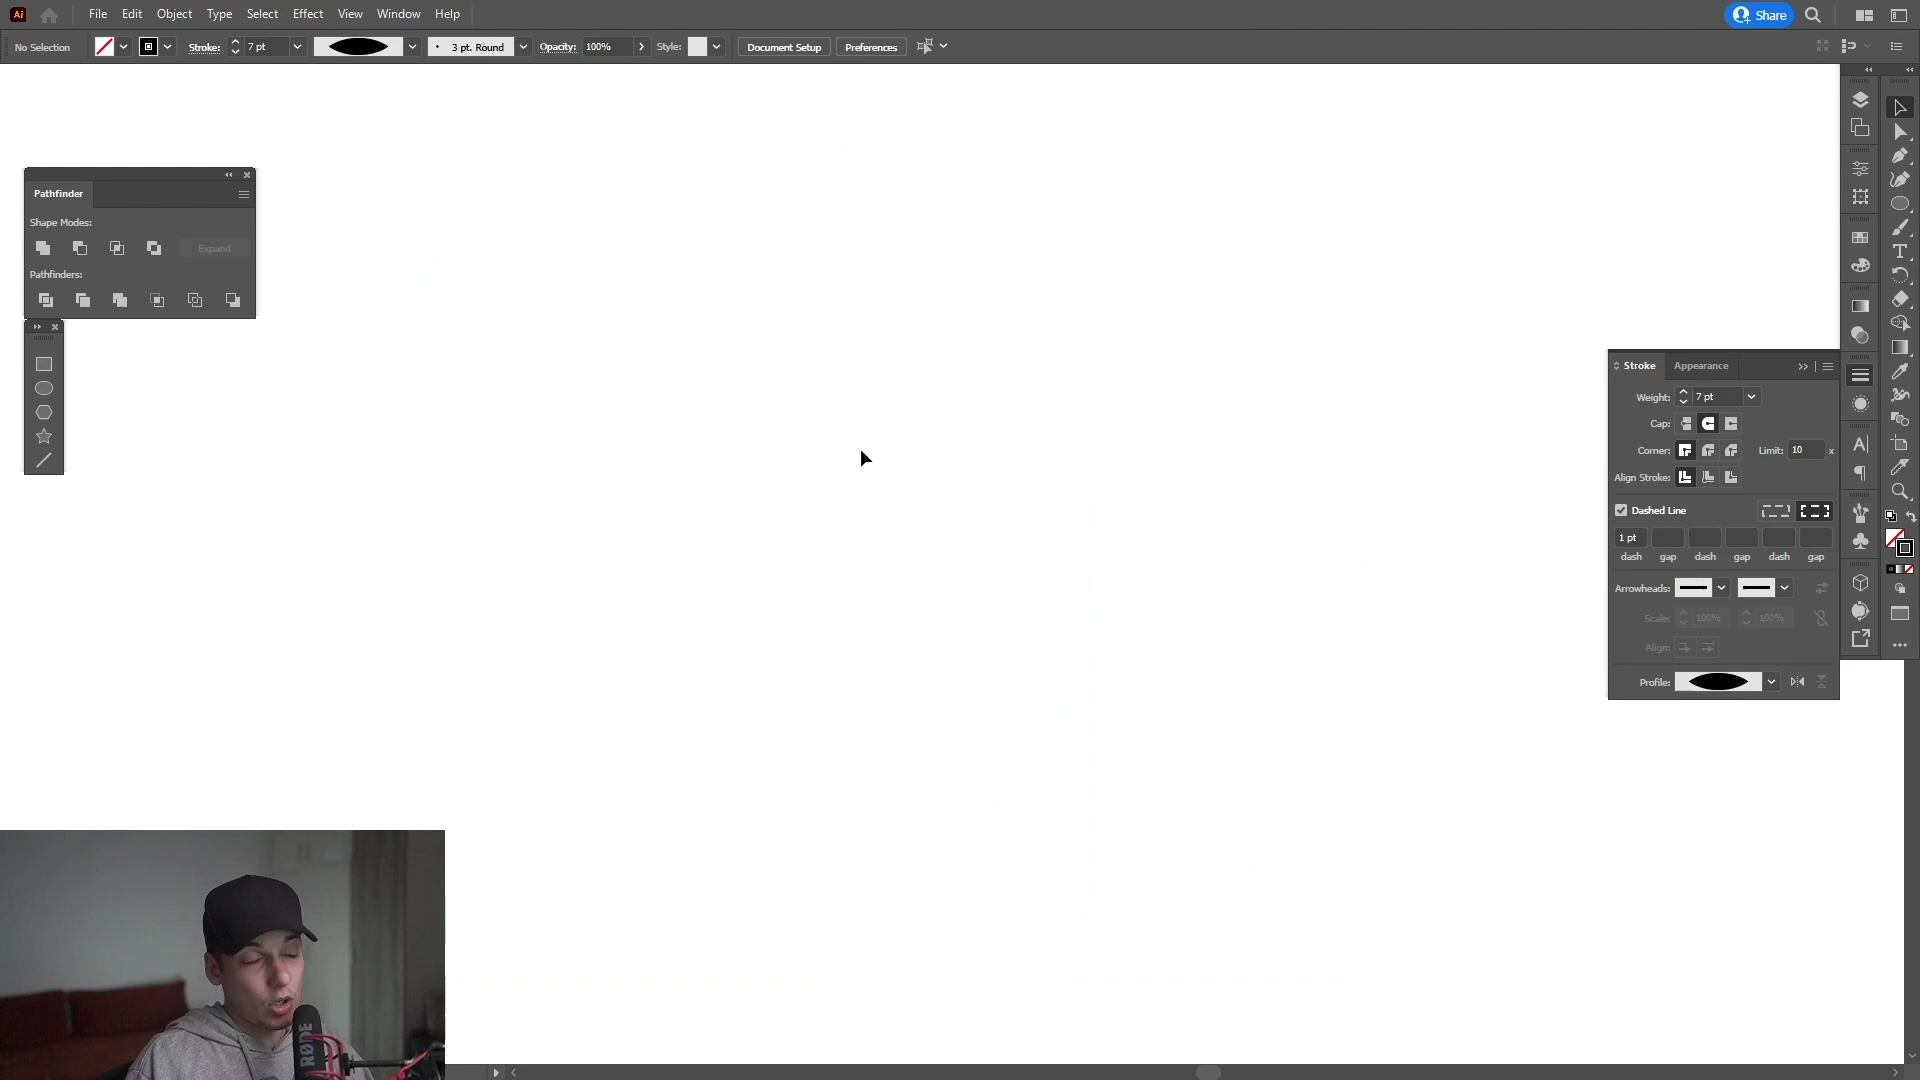 Ai File Edit Object Type Select Effect View Window Help Share
No Selection Stroke: 7 pt 3 pt. Round Opacity: 100% Style: Document Setup Preferences
Pathfinder
Shape Modes:
Expand
Pathfinders:
Stroke Appearance
Weight: 7 pt
Cap:
Corner: Limit: 10 x
Align Stroke:
Dashed Line
1 pt
dash gap dash gap dash gap
Arrowheads:
Scale: 100% 100%
Align:
Profile:
RØDE